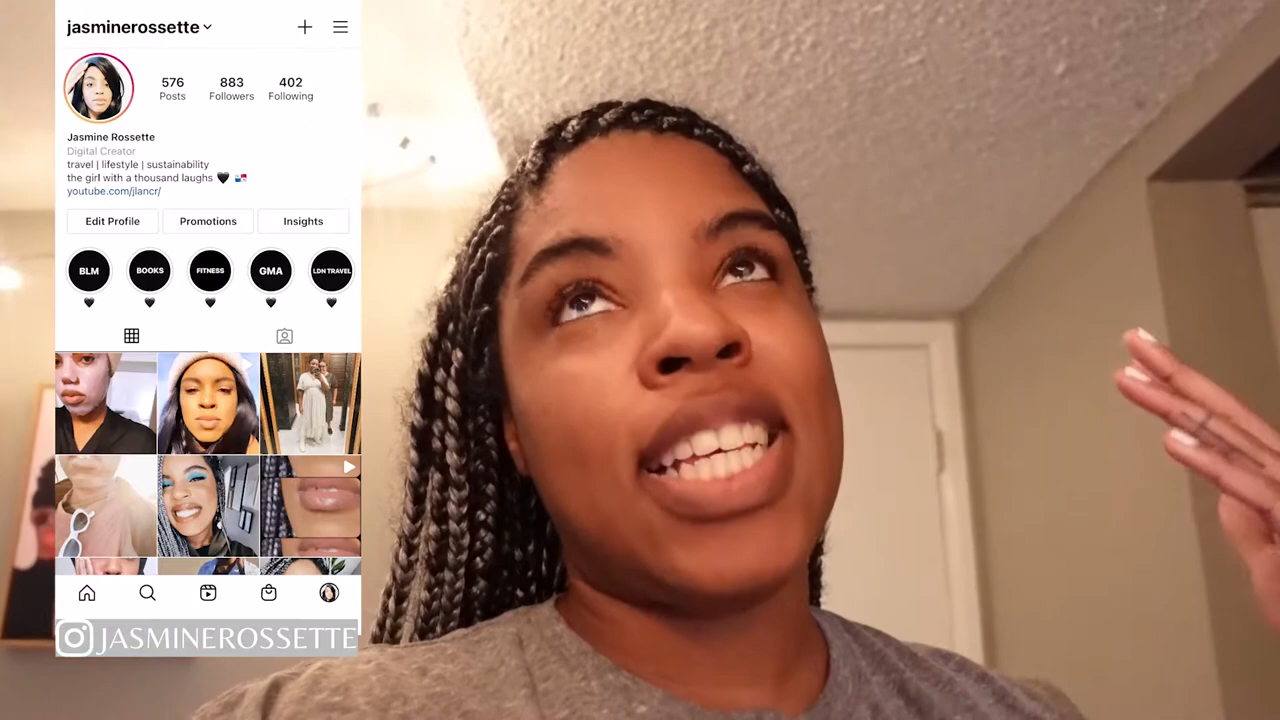 jasminerossette
576 883 402
Posts Followers Following
Jasmine Rossette
Digital Creator
travel | lifestyle | sustainability
the girl with a thousand laughs 🖤 🇵🇦
youtube.com/jlancr/
Edit Profile Promotions Insights
BLM BOOKS FITNESS GMA LDN TRAVEL
🖤 🖤 🖤 🖤 🖤
JASMINEROSSETTE